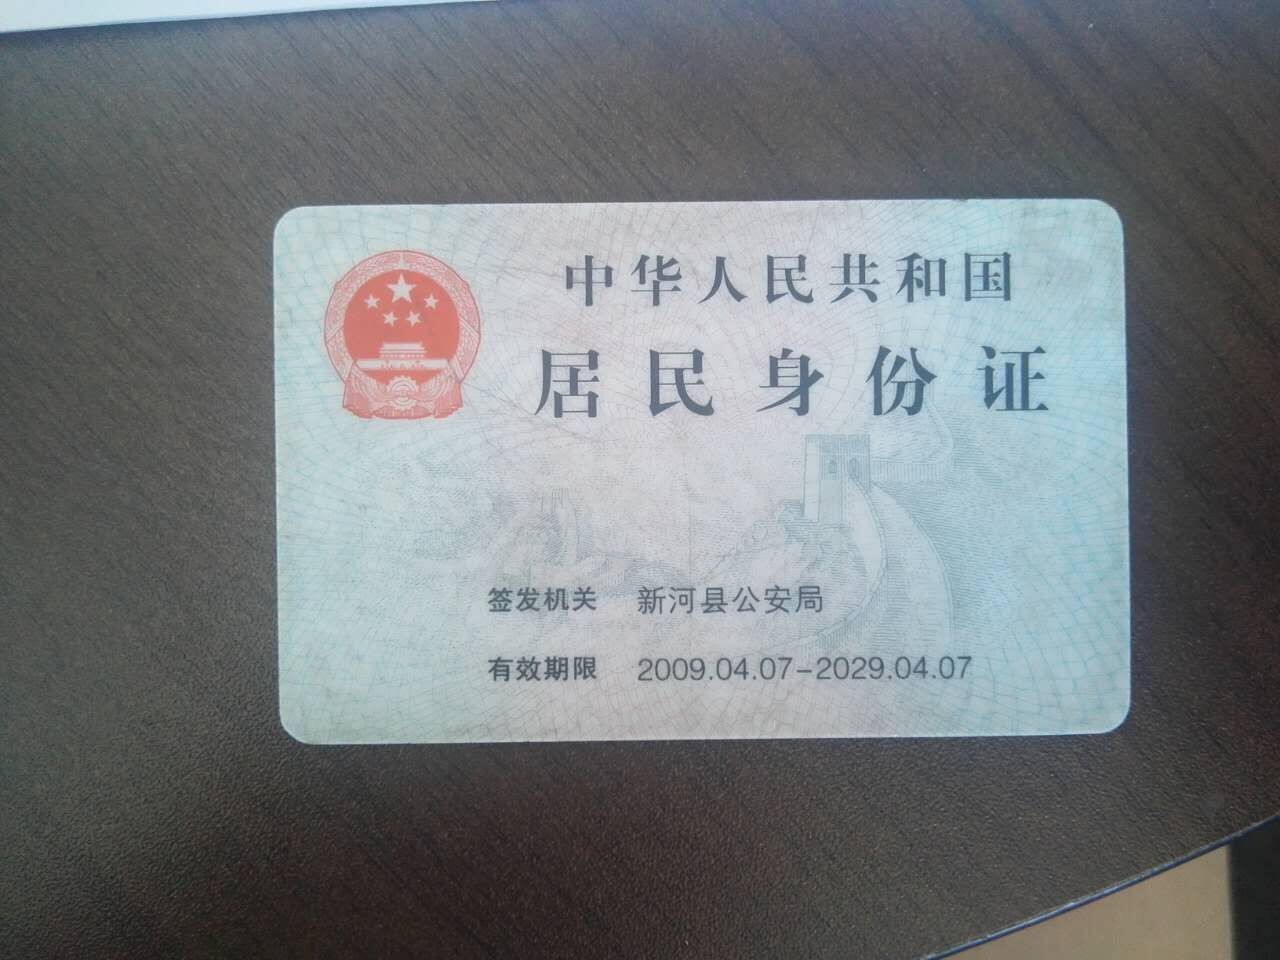 中华人民共和国
居民身份证
签发机关 新河县公安局
有效期限 2009.04.07-2029.04.07